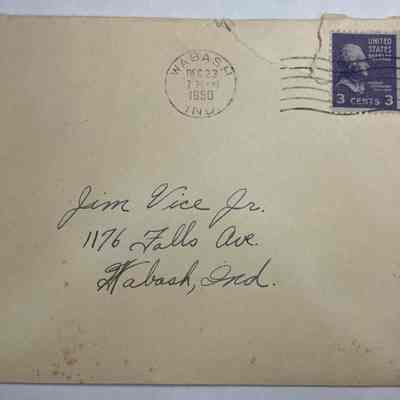 WABASH
DEC 23
1950
IND.
UNITED STATES
3 CENTS 3
Jim Vice Jr.
1176 Falls Ave.
Wabash, Ind.